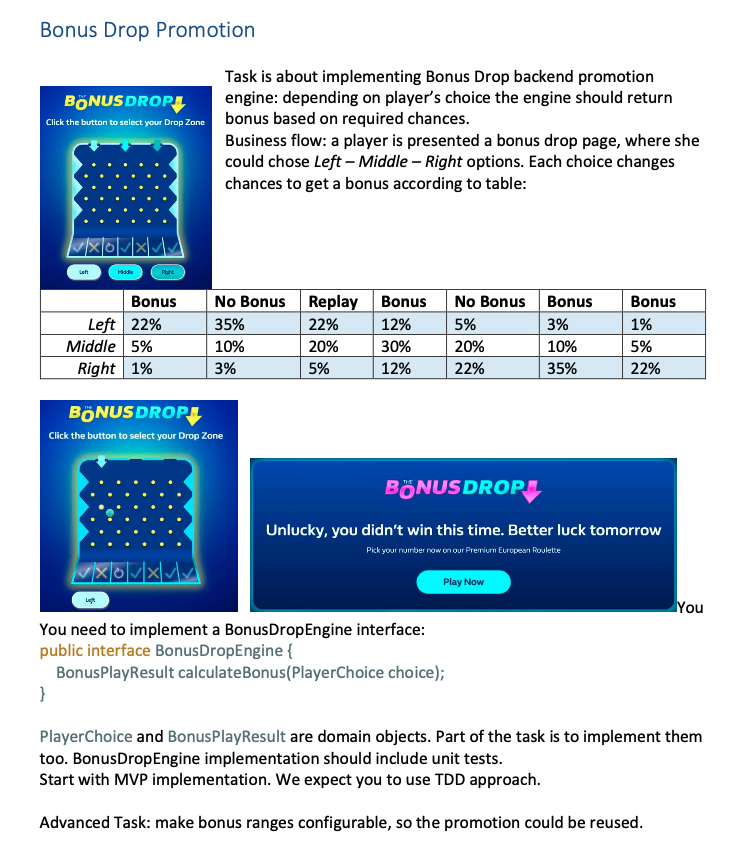 Bonus Drop Promotion
THE
BONUSDROP
Click the button to select your Drop Zone
Left
Middle
Right
Task is about implementing Bonus Drop backend promotion
engine: depending on player's choice the engine should return
bonus based on required chances.
Business flow: a player is presented a bonus drop page, where she
could chose Left – Middle – Right options. Each choice changes
chances to get a bonus according to table:
Bonus No Bonus Replay Bonus No Bonus Bonus Bonus
Left 22% 35% 22% 12% 5% 3% 1%
Middle 5% 10% 20% 30% 20% 10% 5%
Right 1% 3% 5% 12% 22% 35% 22%
THE
BONUSDROP
Click the button to select your Drop Zone
Left
THE
BONUSDROP
Unlucky, you didn't win this time. Better luck tomorrow
Pick your number now on our Premium European Roulette
Play Now
You
You need to implement a BonusDropEngine interface:
public interface BonusDropEngine {
BonusPlayResult calculateBonus(PlayerChoice choice);
}
PlayerChoice and BonusPlayResult are domain objects. Part of the task is to implement them
too. BonusDropEngine implementation should include unit tests.
Start with MVP implementation. We expect you to use TDD approach.
Advanced Task: make bonus ranges configurable, so the promotion could be reused.